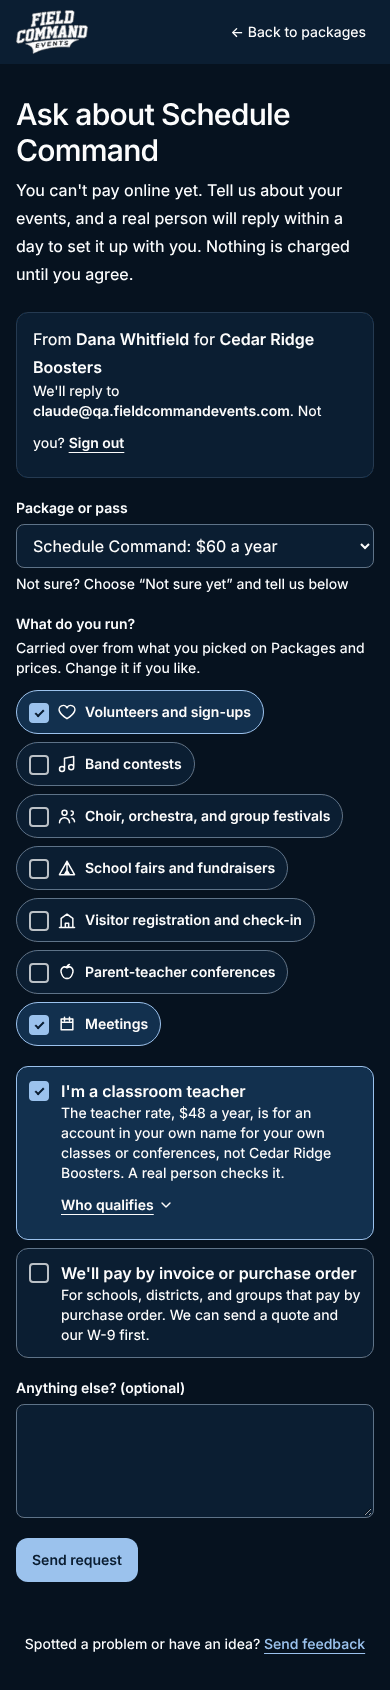 FIELD
COMMAND
EVENTS
← Back to packages
Ask about Schedule
Command
You can't pay online yet. Tell us about your
events, and a real person will reply within a
day to set it up with you. Nothing is charged
until you agree.
From Dana Whitfield for Cedar Ridge
Boosters
We'll reply to
claude@qa.fieldcommandevents.com. Not
you? Sign out
Package or pass
Schedule Command: $60 a year
Not sure? Choose “Not sure yet” and tell us below
What do you run?
Carried over from what you picked on Packages and
prices. Change it if you like.
Volunteers and sign-ups
Band contests
Choir, orchestra, and group festivals
School fairs and fundraisers
Visitor registration and check-in
Parent-teacher conferences
Meetings
I'm a classroom teacher
The teacher rate, $48 a year, is for an
account in your own name for your own
classes or conferences, not Cedar Ridge
Boosters. A real person checks it.
Who qualifies
We'll pay by invoice or purchase order
For schools, districts, and groups that pay by
purchase order. We can send a quote and
our W-9 first.
Anything else? (optional)
Send request
Spotted a problem or have an idea? Send feedback